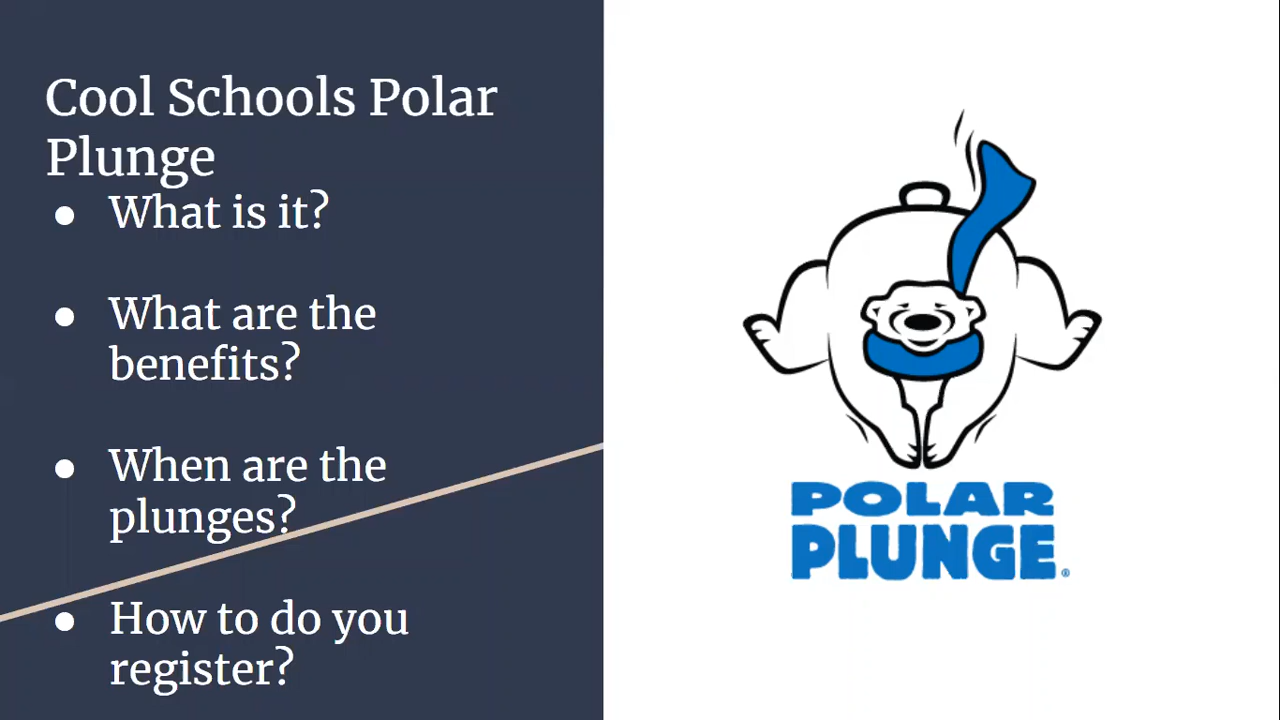 Cool Schools Polar
Plunge
● What is it?
● What are the
benefits?
● When are the
plunges?
● How to do you
register?
POLAR
PLUNGE®